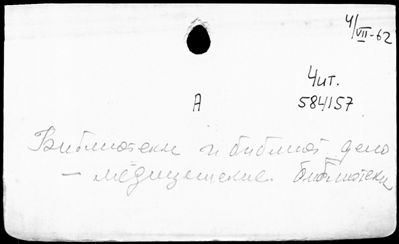 4/VII-62
Чит.
A 584157
Библиотеки и библиот. дело
— медицинские библиотеки